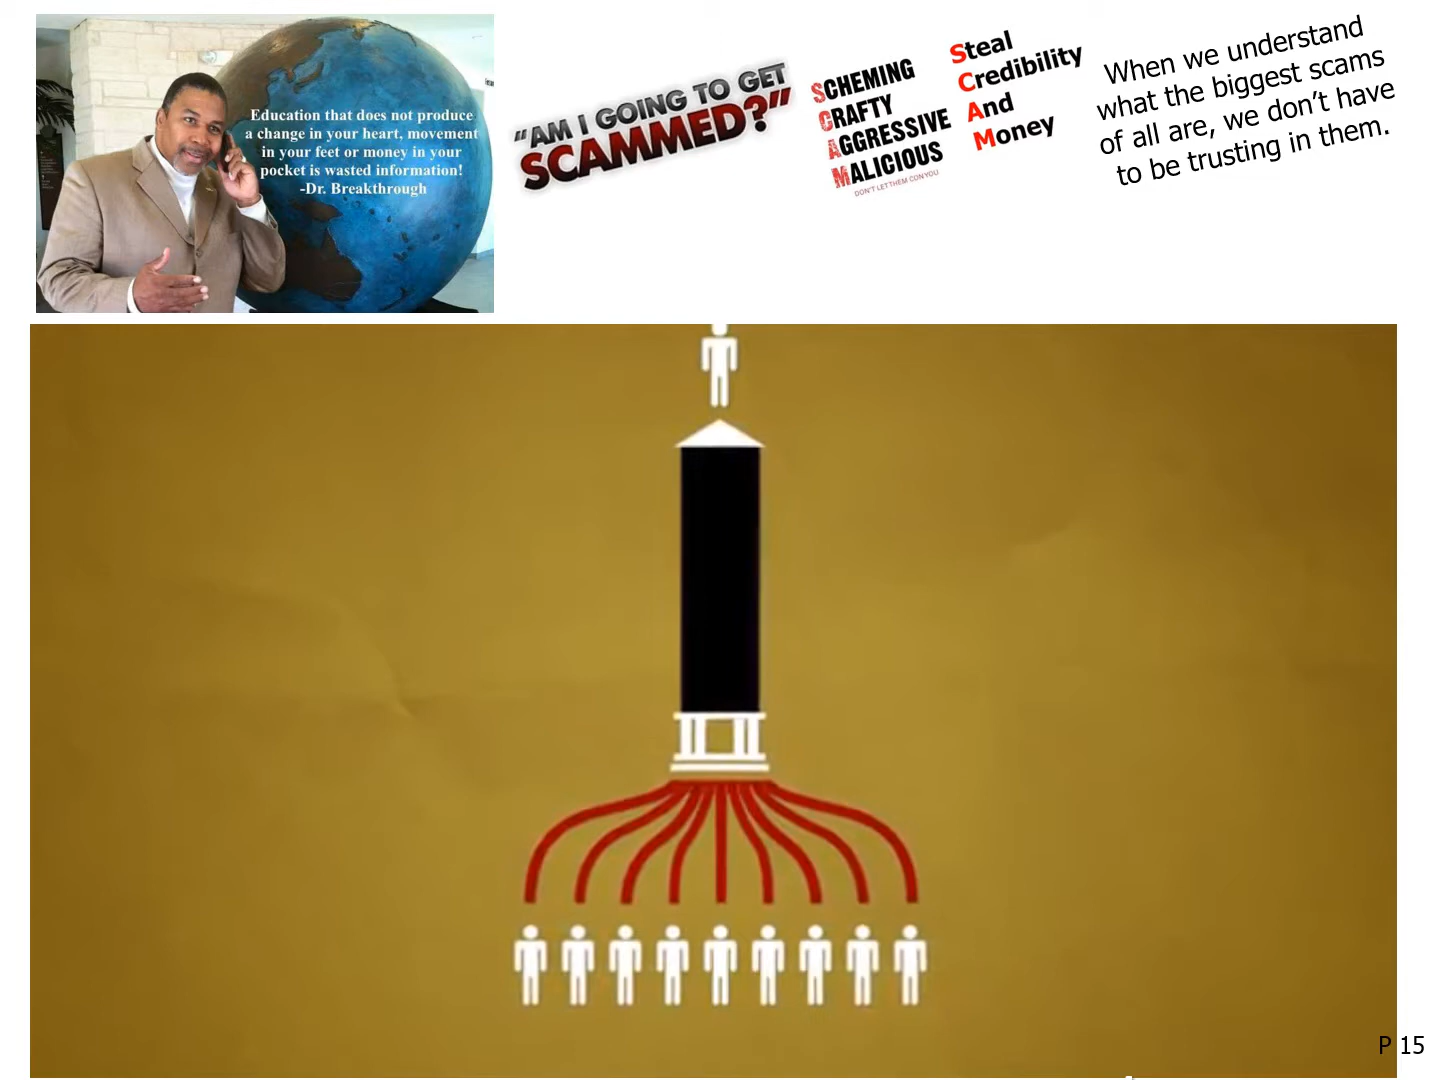 Education that does not produce
a change in your heart, movement
in your feet or money in your
pocket is wasted information!
-Dr. Breakthrough
"AM I GOING TO GET
SCAMMED?"
SCHEMING
CRAFTY
AGGRESSIVE
MALICIOUS
DON'T LET THEM CON YOU
Steal
Credibility
And
Money
When we understand
what the biggest scams
of all are, we don't have
to be trusting in them.
P 15